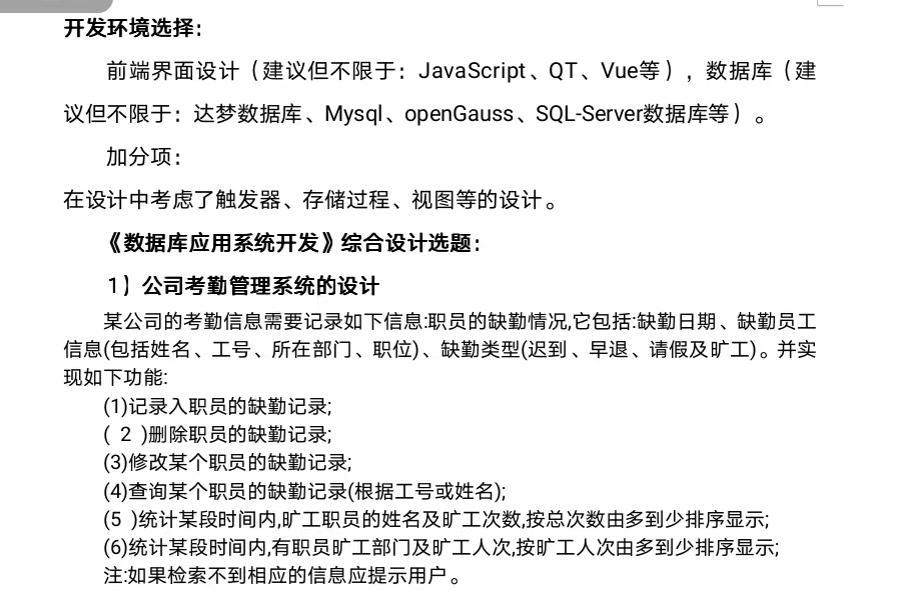 开发环境选择：
前端界面设计（建议但不限于：JavaScript、QT、Vue等），数据库（建
议但不限于：达梦数据库、Mysql、openGauss、SQL-Server数据库等）。
加分项：
在设计中考虑了触发器、存储过程、视图等的设计。
《数据库应用系统开发》综合设计选题：
1）公司考勤管理系统的设计
某公司的考勤信息需要记录如下信息:职员的缺勤情况,它包括:缺勤日期、缺勤员工
信息(包括姓名、工号、所在部门、职位)、缺勤类型(迟到、早退、请假及旷工)。并实
现如下功能:
(1)记录入职员的缺勤记录;
( 2 )删除职员的缺勤记录;
(3)修改某个职员的缺勤记录;
(4)查询某个职员的缺勤记录(根据工号或姓名);
(5 )统计某段时间内,旷工职员的姓名及旷工次数,按总次数由多到少排序显示;
(6)统计某段时间内,有职员旷工部门及旷工人次,按旷工人次由多到少排序显示;
注:如果检索不到相应的信息应提示用户。